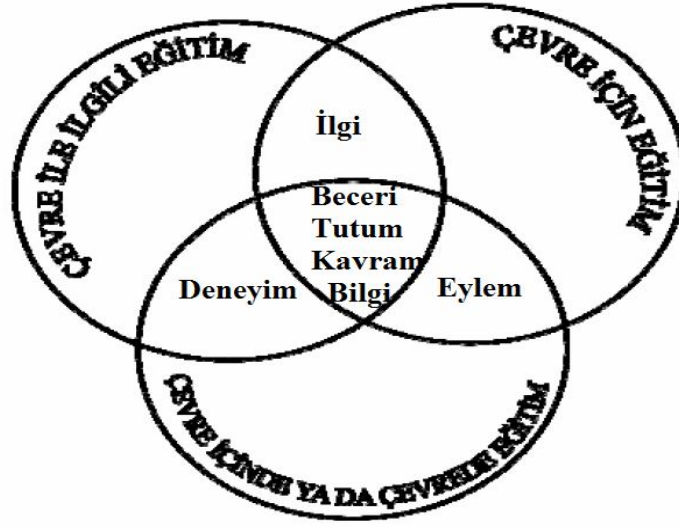 ÇEVRE İLE İLGİLİ EĞİTİM
ÇEVRE İÇİN EĞİTİM
İlgi
Beceri
Tutum
Kavram
Bilgi
Deneyim
Eylem
ÇEVRE İÇİNDE YA DA ÇEVREDE EĞİTİM